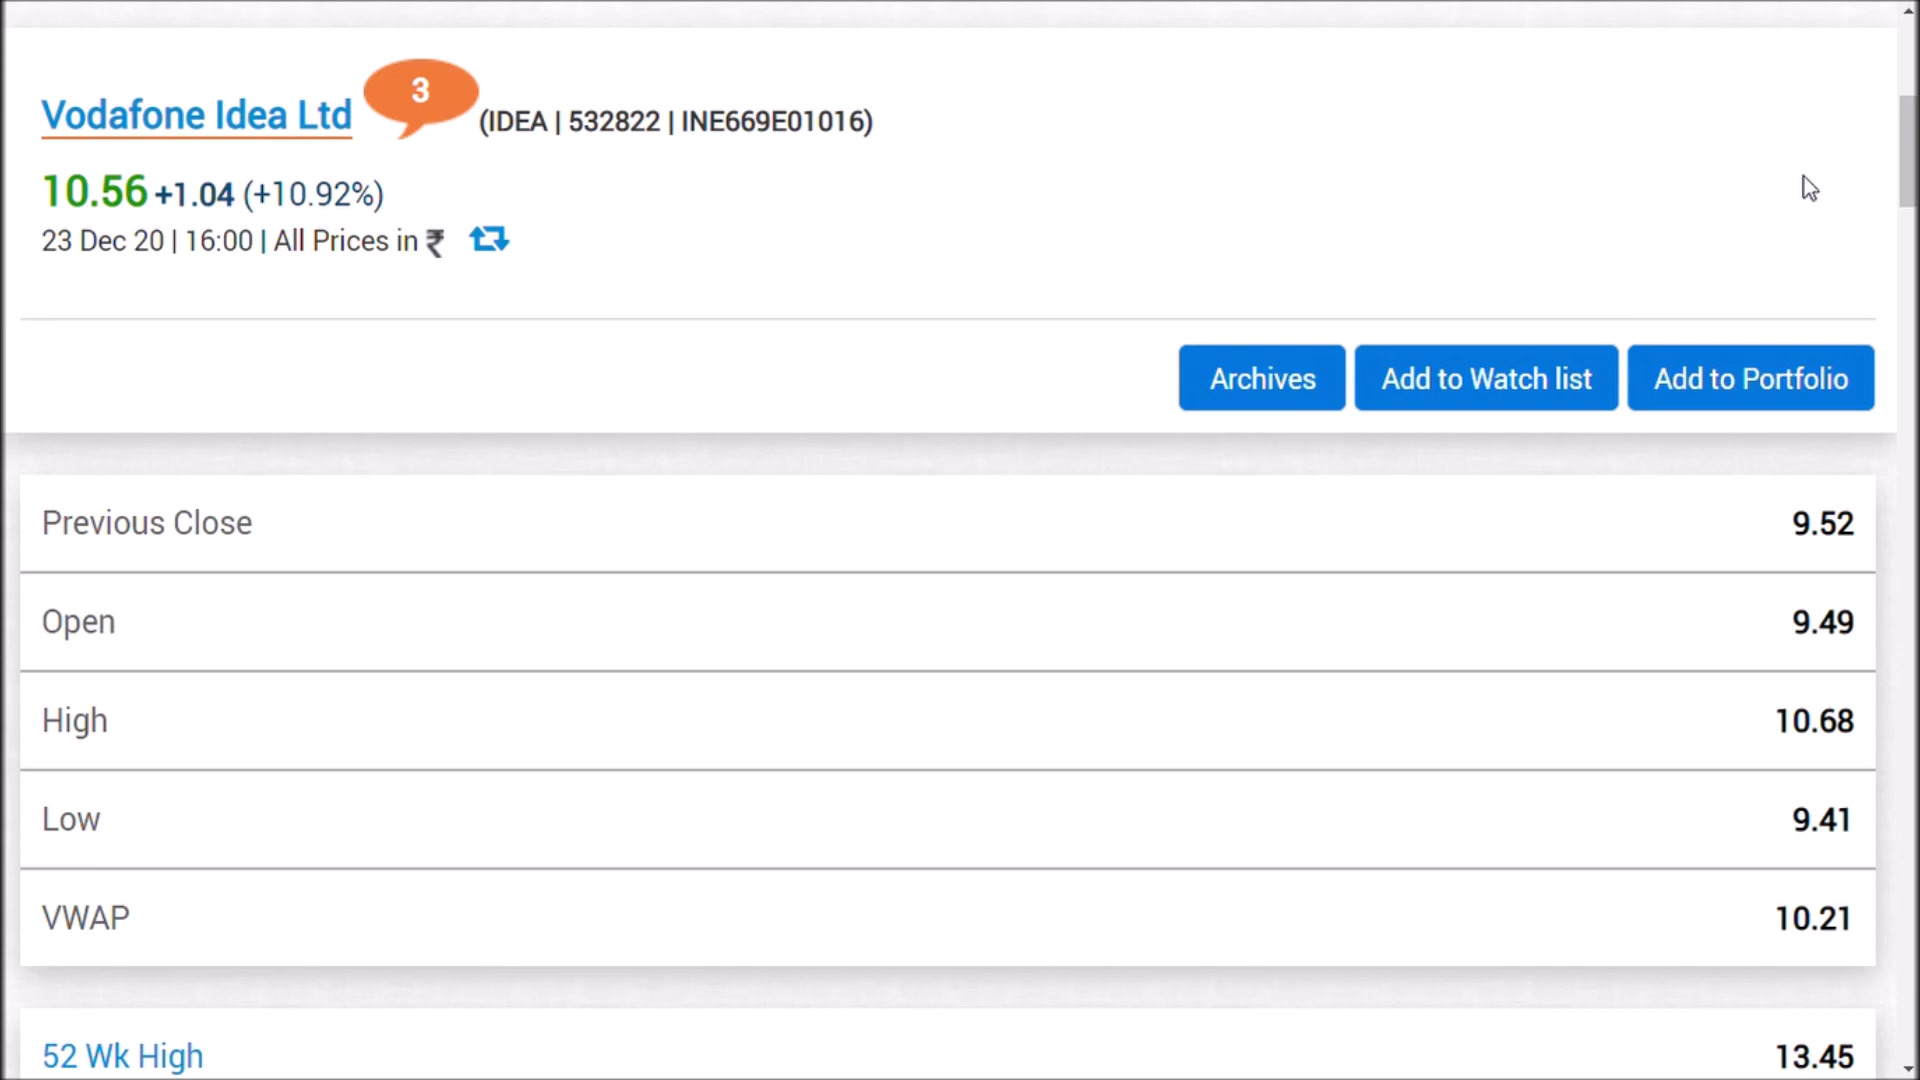 Vodafone Idea Ltd 3 (IDEA | 532822 | INE669E01016)
10.56 +1.04 (+10.92%)
23 Dec 20 | 16:00 | All Prices in ₹
Archives Add to Watch list Add to Portfolio
Previous Close 9.52
Open 9.49
High 10.68
Low 9.41
VWAP 10.21
52 Wk High 13.45